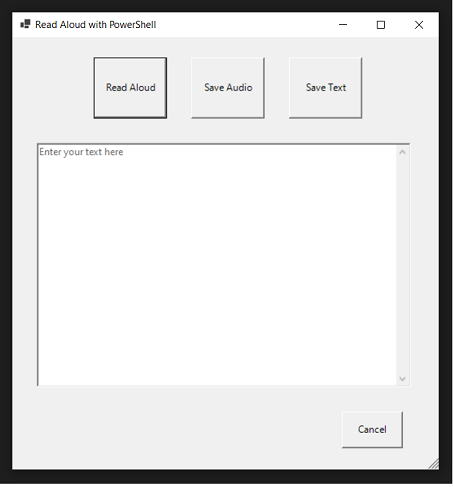 Read Aloud with PowerShell
Read Aloud
Save Audio
Save Text
Enter your text here
Cancel